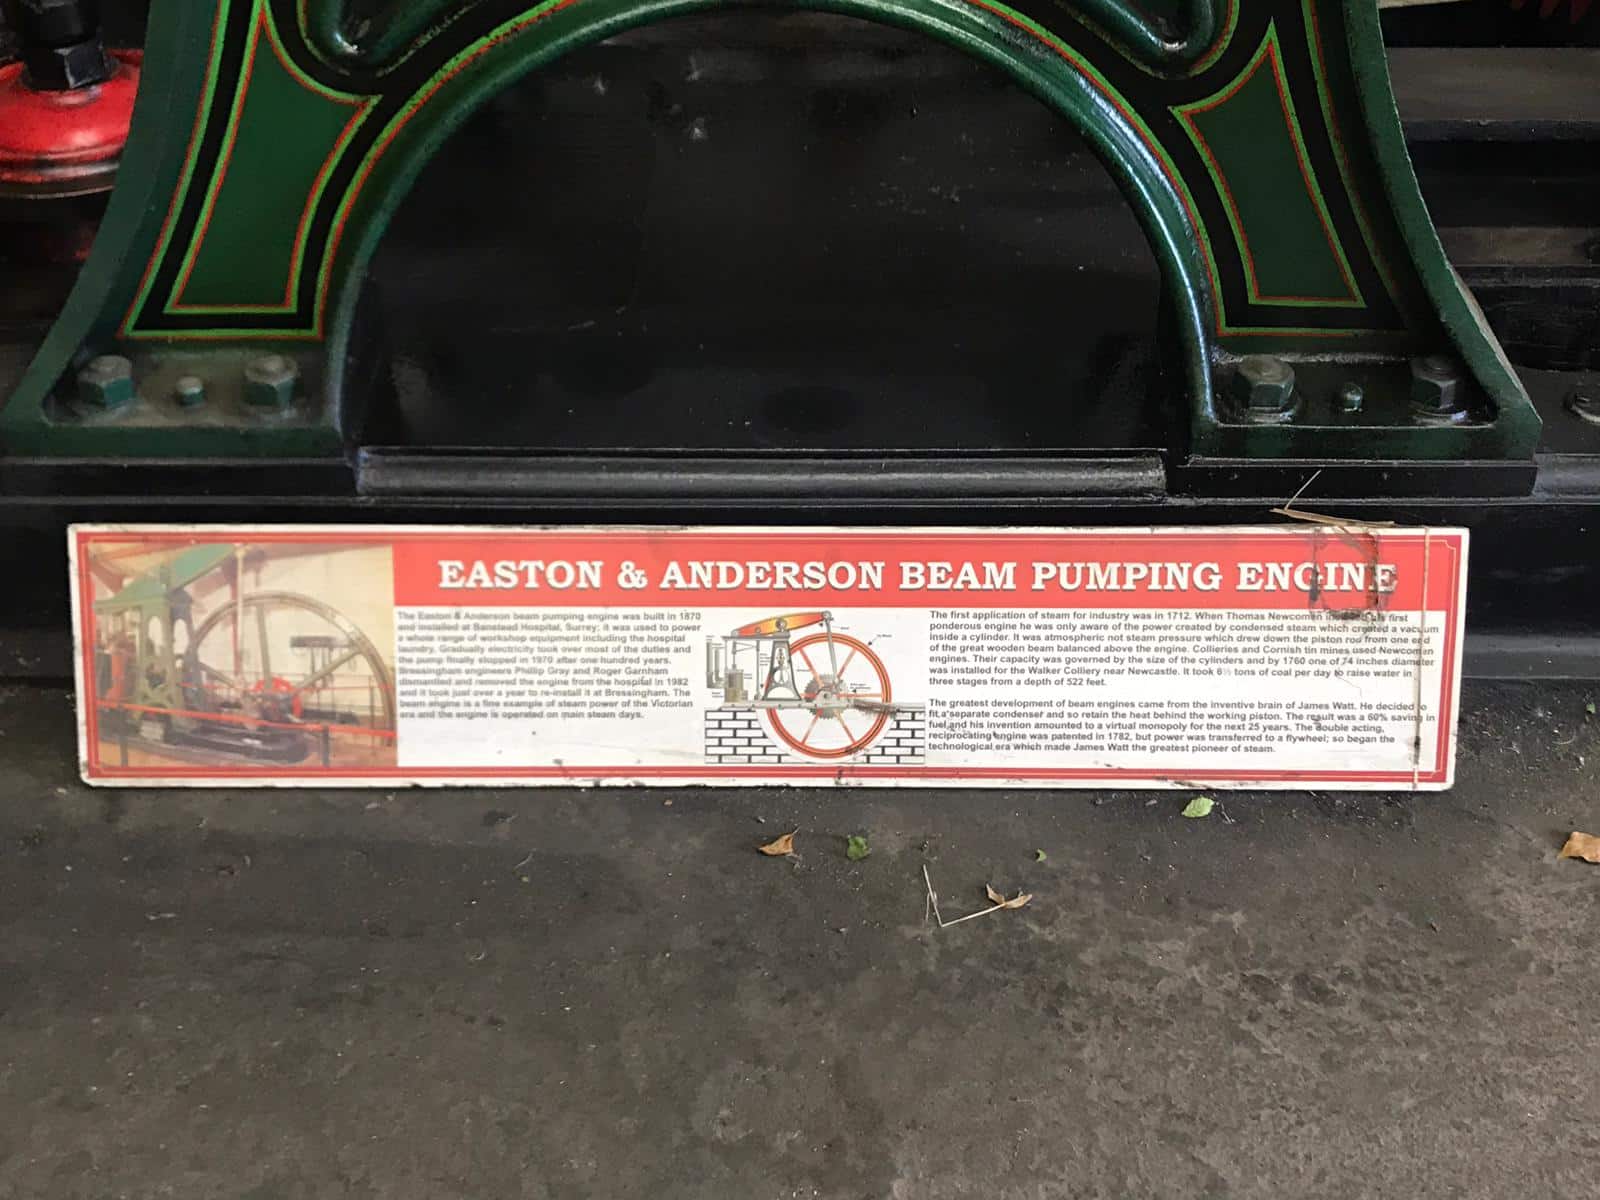 EASTON & ANDERSON BEAM PUMPING ENGINE
The Easton & Anderson beam pumping engine was built in 1870
and installed at Banstead Hospital, Surrey; it was used to power
a whole range of workshop equipment including the hospital
laundry. Gradually electricity took over most of the duties and
the pump finally stopped in 1970 after one hundred years.
Bressingham engineers Phillip Gray and Roger Garnham
dismantled and removed the engine from the hospital in 1982
and it took just over a year to re-install it at Bressingham. The
beam engine is a fine example of steam power of the Victorian
era and the engine is operated on main steam days.
The first application of steam for industry was in 1712. When Thomas Newcomen his first
ponderous engine he was only aware of the power created by condensed steam which created a vacuum
inside a cylinder. It was atmospheric not steam pressure which drew down the piston rod from one end
of the great wooden beam balanced above the engine. Collieries and Cornish tin mines used Newcomen
engines. Their capacity was governed by the size of the cylinders and by 1760 one of 74 inches diameter
was installed for the Walker Colliery near Newcastle. It took 6½ tons of coal per day to raise water in
three stages from a depth of 522 feet.
The greatest development of beam engines came from the inventive brain of James Watt. He decided to
fit a separate condenser and so retain the heat behind the working piston. The result was a 60% saving in
fuel and his invention amounted to a virtual monopoly for the next 25 years. The double acting,
reciprocating engine was patented in 1782, but power was transferred to a flywheel; so began the
technological era which made James Watt the greatest pioneer of steam.